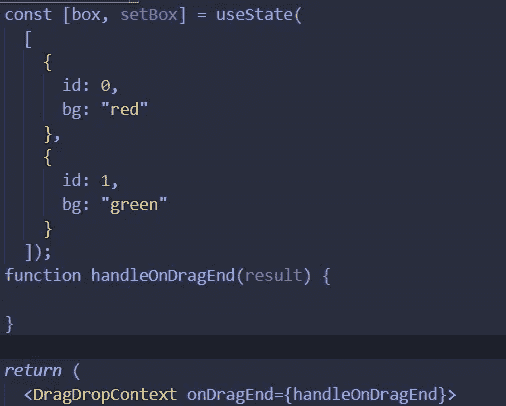 const [box, setBox] = useState(
  [
    {
      id: 0,
      bg: "red"
    },
    {
      id: 1,
      bg: "green"
    }
  ]);
function handleOnDragEnd(result) {
}
return (
  <DragDropContext onDragEnd={handleOnDragEnd}>